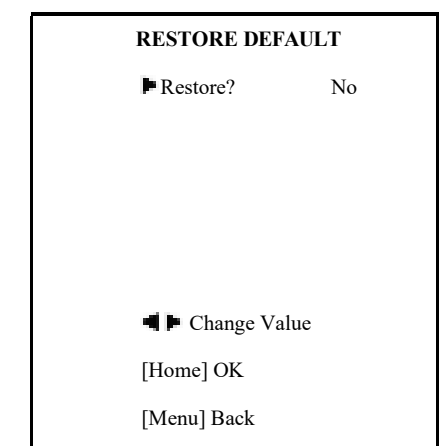 RESTORE DEFAULT
Restore? No
Change Value
[Home] OK
[Menu] Back